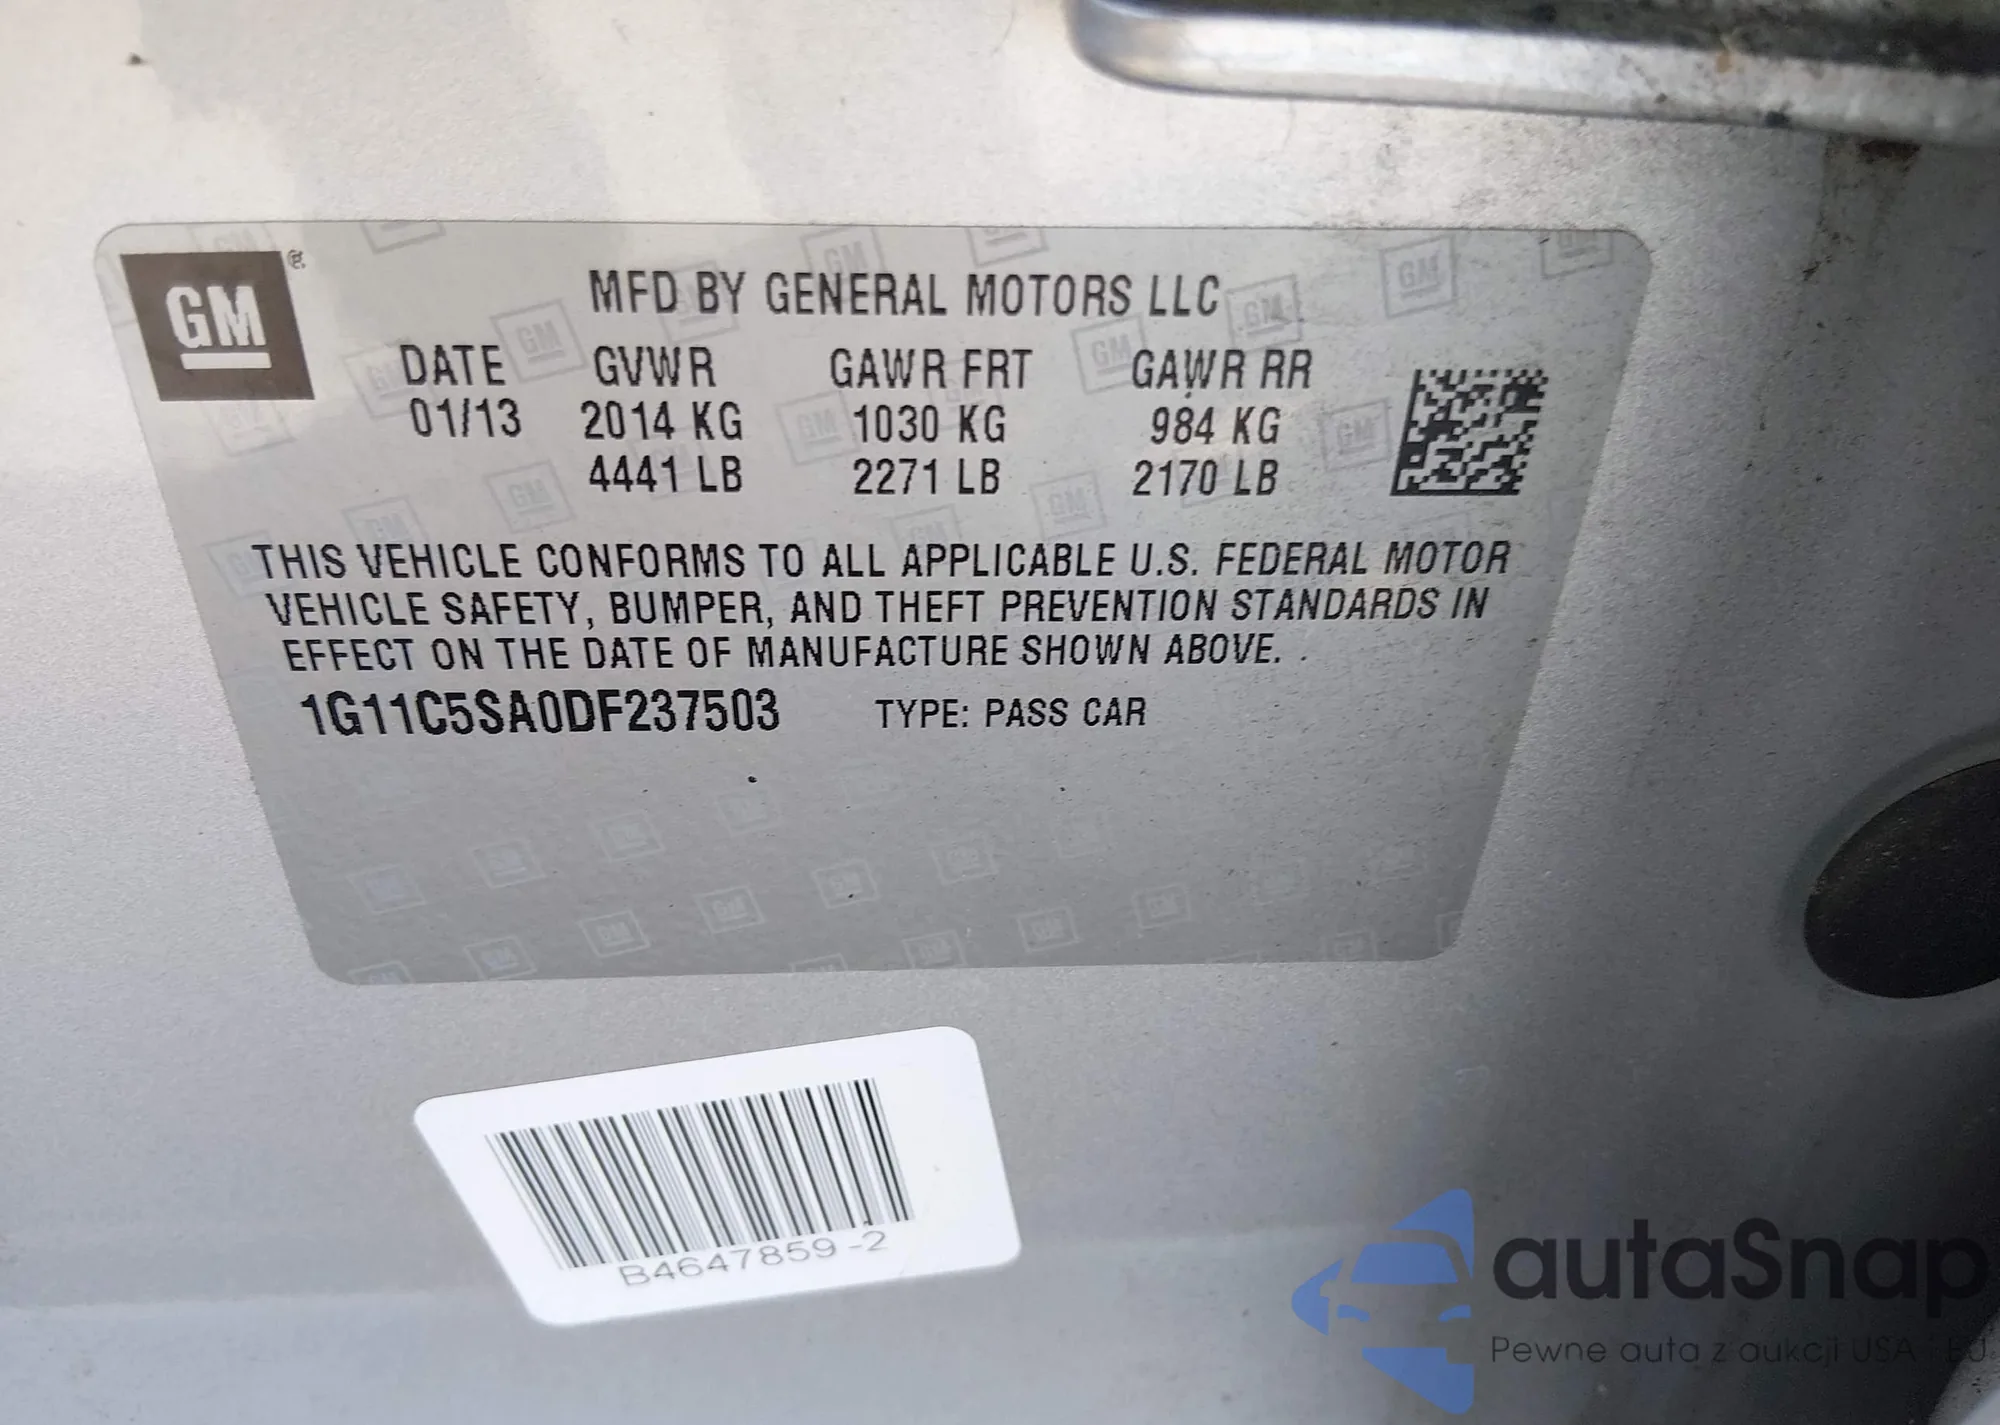 GM ®
MFD BY GENERAL MOTORS LLC
DATE GVWR GAWR FRT GAWR RR
01/13 2014 KG 1030 KG 984 KG
4441 LB 2271 LB 2170 LB
THIS VEHICLE CONFORMS TO ALL APPLICABLE U.S. FEDERAL MOTOR
VEHICLE SAFETY, BUMPER, AND THEFT PREVENTION STANDARDS IN
EFFECT ON THE DATE OF MANUFACTURE SHOWN ABOVE.
1G11C5SA0DF237503 TYPE: PASS CAR
B4647859-2
autaSnap
Pewne auta z aukcji USA - EU